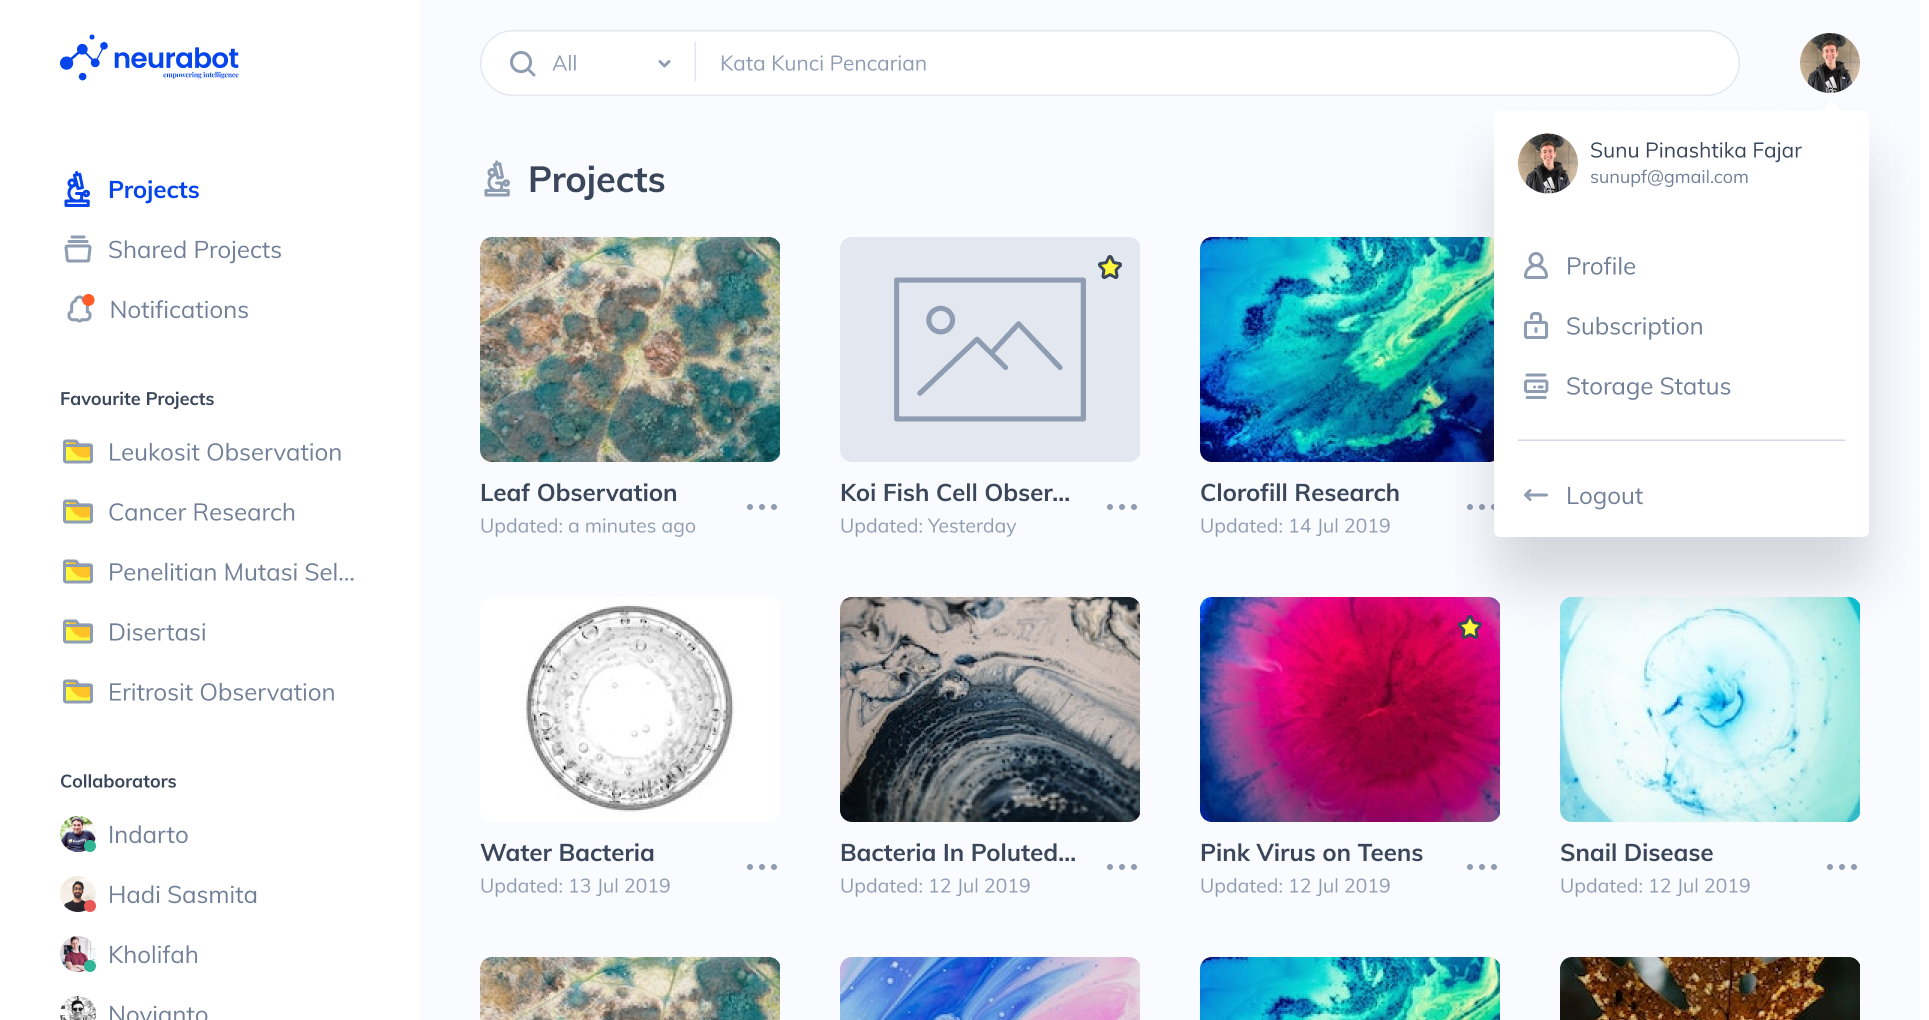 neurabot
empowering intelligence
All
Kata Kunci Pencarian
Projects
Shared Projects
Notifications
Favourite Projects
Leukosit Observation
Cancer Research
Penelitian Mutasi Sel...
Disertasi
Eritrosit Observation
Collaborators
Indarto
Hadi Sasmita
Kholifah
Novianto
Projects
Leaf Observation
Updated: a minutes ago
Koi Fish Cell Obser...
Updated: Yesterday
Clorofill Research
Updated: 14 Jul 2019
Water Bacteria
Updated: 13 Jul 2019
Bacteria In Poluted...
Updated: 12 Jul 2019
Pink Virus on Teens
Updated: 12 Jul 2019
Snail Disease
Updated: 12 Jul 2019
Sunu Pinashtika Fajar
sunupf@gmail.com
Profile
Subscription
Storage Status
Logout